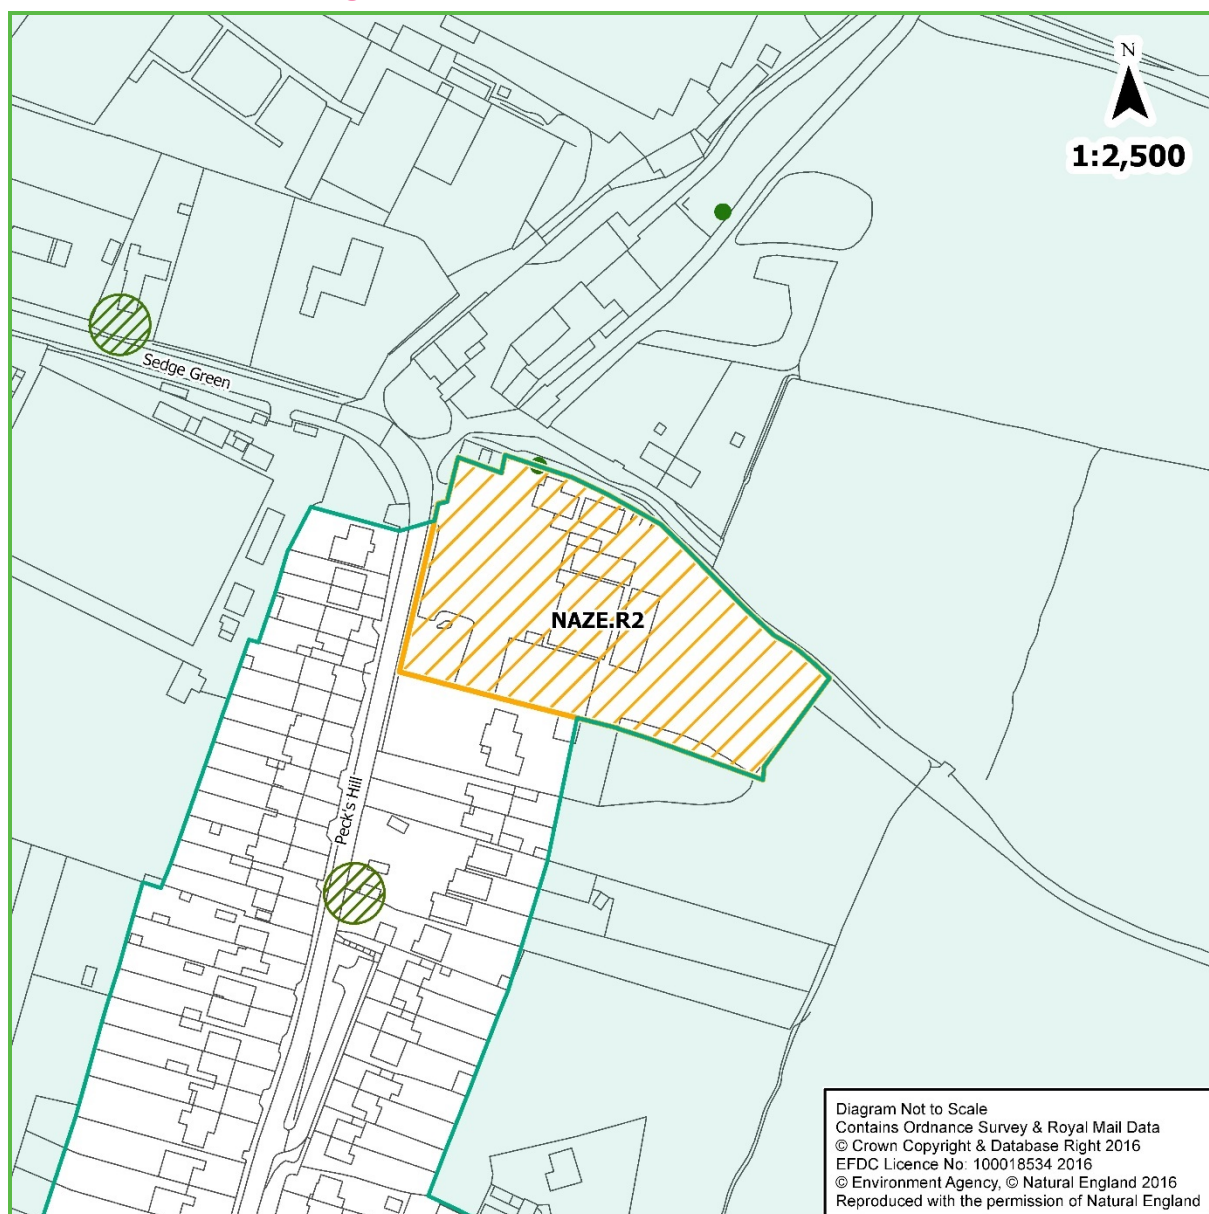 N
1:2,500
Sedge Green
NAZE.R2
Peck's Hill
Diagram Not to Scale
Contains Ordnance Survey & Royal Mail Data
© Crown Copyright & Database Right 2016
EFDC Licence No: 100018534 2016
© Environment Agency, © Natural England 2016
Reproduced with the permission of Natural England